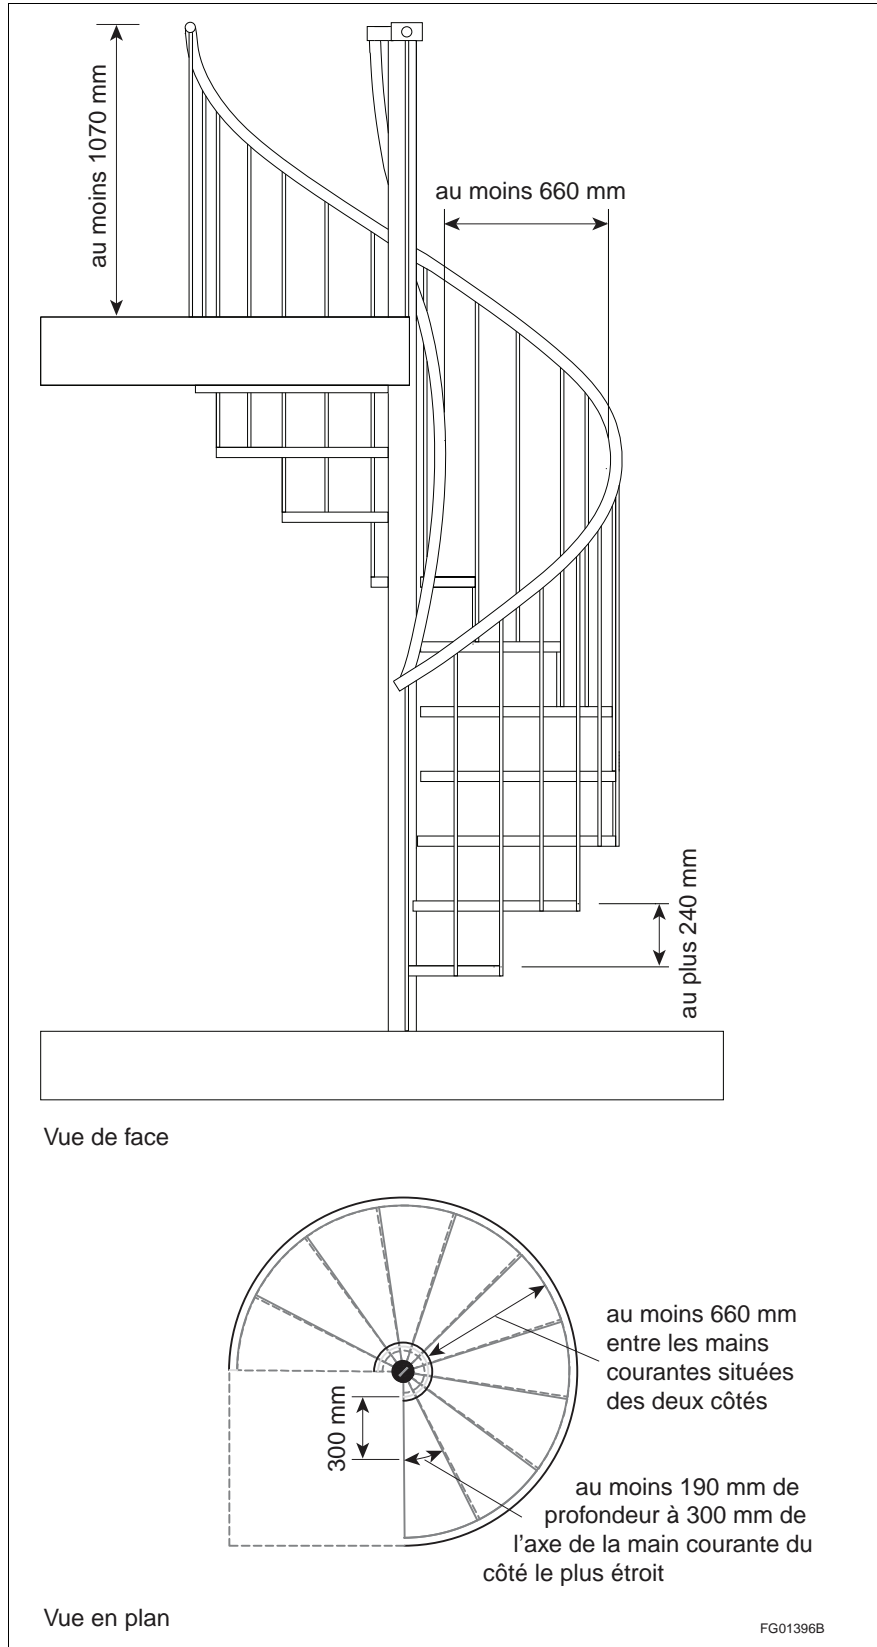 au moins 1070 mm
au moins 660 mm
au plus 240 mm
Vue de face
au moins 660 mm
entre les mains
courantes situées
des deux côtés
300 mm
au moins 190 mm de
profondeur à 300 mm de
l'axe de la main courante du
côté le plus étroit
Vue en plan
FG01396B